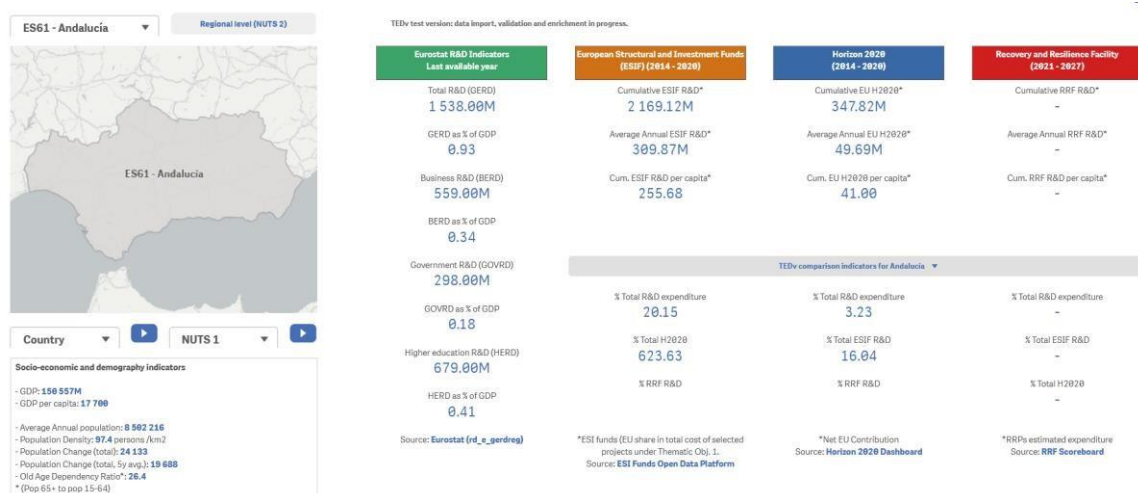 ES61 - Andalucía
Regional level (NUTS 2)
ES61 - Andalucía
Country
NUTS 1
Socio-economic and demography indicators
- GDP: 150 557M
- GDP per capita: 17 700
- Average Annual population: 8 502 216
- Population Density: 97.4 persons /km2
- Population Change (total): 24 133
- Population Change (total, 5y avg.): 19 688
- Old Age Dependency Ratio*: 26.4
* (Pop 65+ to pop 15-64)
TEDv test version: data import, validation and enrichment in progress.
Eurostat R&D Indicators
Last available year
Total R&D (GERD)
1 538.00M
GERD as % of GDP
0.93
Business R&D (BERD)
559.00M
BERD as % of GDP
0.34
Government R&D (GOVRD)
298.00M
GOVRD as % of GDP
0.18
Higher education R&D (HERD)
679.00M
HERD as % of GDP
0.41
Source: Eurostat (rd_e_gerdreg)
European Structural and Investment Funds
(ESIF) (2014 - 2020)
Cumulative ESIF R&D*
2 169.12M
Average Annual ESIF R&D*
309.87M
Cum. ESIF R&D per capita*
255.68
Horizon 2020
(2014 - 2020)
Cumulative EU H2020*
347.82M
Average Annual EU H2020*
49.69M
Cum. EU H2020 per capita*
41.00
Recovery and Resilience Facility
(2021 - 2027)
Cumulative RRF R&D*
-
Average Annual RRF R&D*
-
Cum. RRF R&D per capita*
-
TEDv comparison indicators for Andalucía
% Total R&D expenditure
20.15
% Total H2020
623.63
% RRF R&D
*ESI funds (EU share in total cost of selected
projects under Thematic Obj. 1.
Source: ESI Funds Open Data Platform
% Total R&D expenditure
3.23
% Total ESIF R&D
16.04
% RRF R&D
*Net EU Contribution
Source: Horizon 2020 Dashboard
% Total R&D expenditure
-
% Total ESIF R&D
-
% Total H2020
-
*RRPs estimated expenditure
Source: RRF Scoreboard